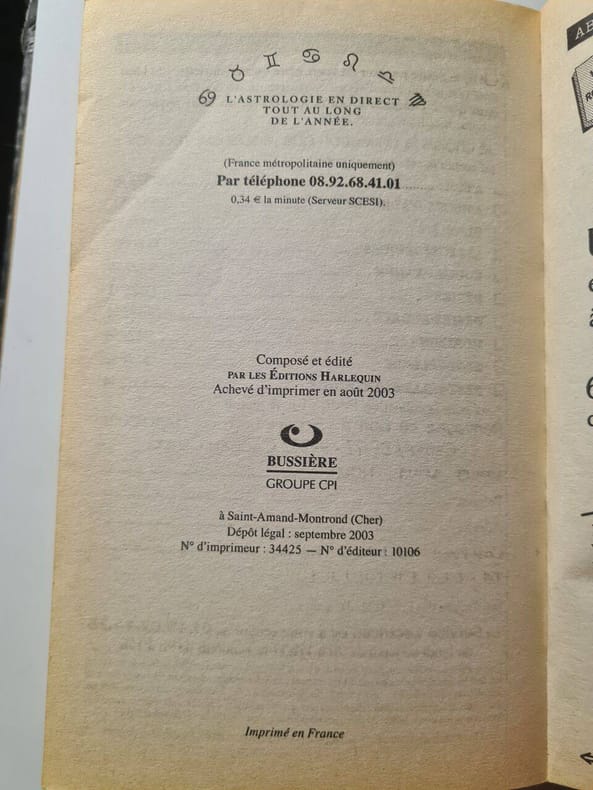 L'ASTROLOGIE EN DIRECT
TOUT AU LONG
DE L'ANNÉE.
(France métropolitaine uniquement)
Par téléphone 08.92.68.41.01
0,34 € la minute (Serveur SCESI).
Composé et édité
PAR LES ÉDITIONS HARLEQUIN
Achevé d'imprimer en août 2003
BUSSIÈRE
GROUPE CPI
à Saint-Amand-Montrond (Cher)
Dépôt légal : septembre 2003
N° d'imprimeur : 34425 — N° d'éditeur : 10106
Imprimé en France